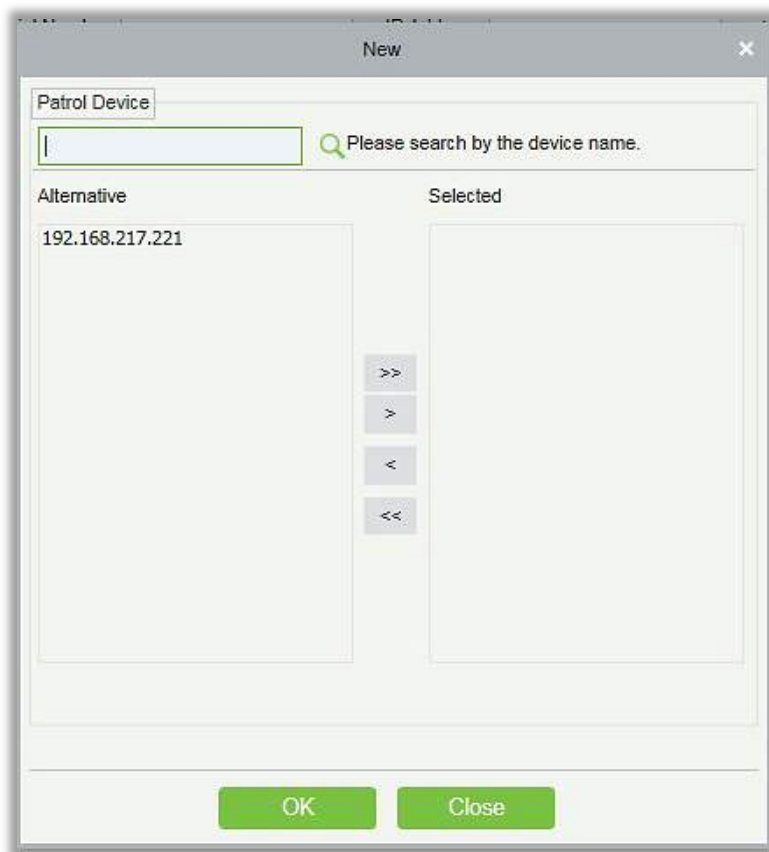 New
×
Patrol Device
Please search by the device name.
Alternative
Selected
192.168.217.221
>>
>
<
<<
OK
Close